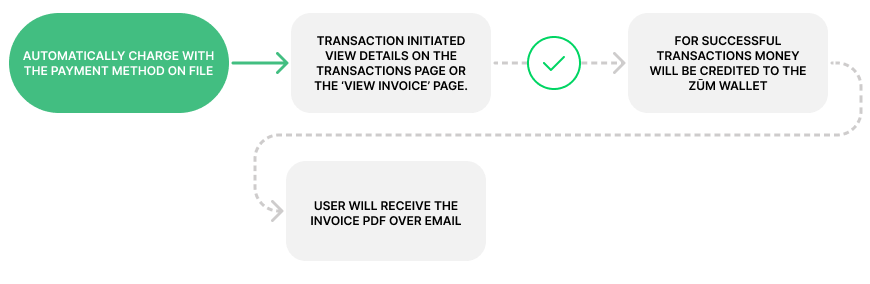 AUTOMATICALLY CHARGE WITH
THE PAYMENT METHOD ON FILE
TRANSACTION INITIATED
VIEW DETAILS ON THE
TRANSACTIONS PAGE OR
THE ‘VIEW INVOICE’ PAGE.
FOR SUCCESSFUL
TRANSACTIONS MONEY
WILL BE CREDITED TO THE
ZŪM WALLET
USER WILL RECEIVE THE
INVOICE PDF OVER EMAIL